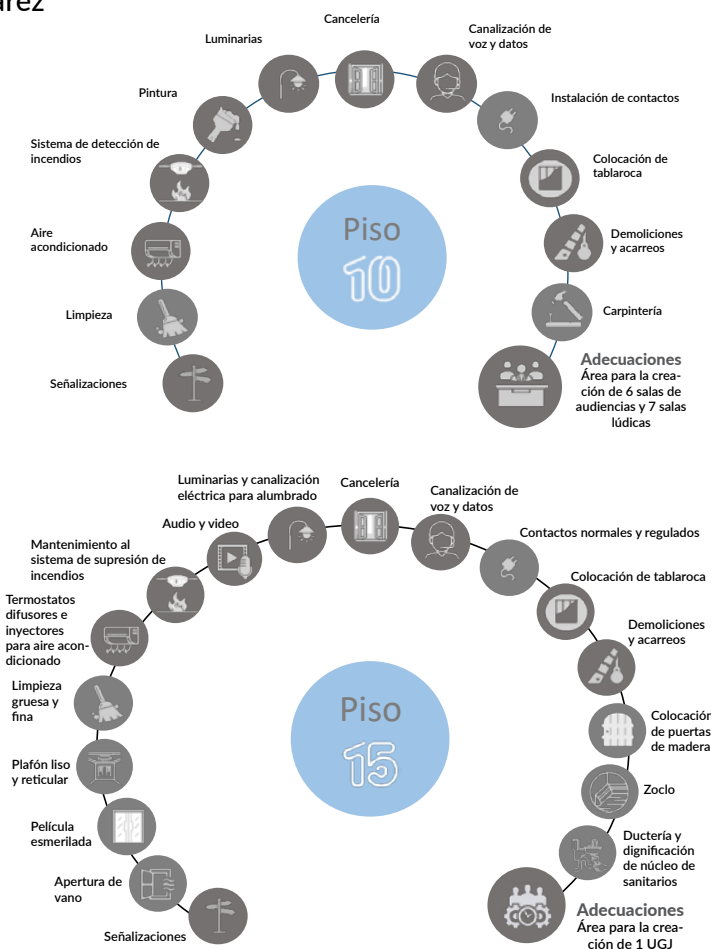 Cancelería
Luminarias
Canalización de
voz y datos
Pintura
Instalación de contactos
Sistema de detección de
incendios
Colocación de
tablaroca
Aire
acondicionado
Demoliciones
y acarreos
Limpieza
Carpintería
Señalizaciones
Piso
10
Adecuaciones
Área para la crea-
ción de 6 salas de
audiencias y 7 salas
lúdicas
Luminarias y canalización
eléctrica para alumbrado
Cancelería
Canalización de
voz y datos
Audio y video
Contactos normales y regulados
Mantenimiento al
sistema de supresión de
incendios
Colocación de tablaroca
Termostatos
difusores e
inyectores
para aire acon-
dicionado
Demoliciones
y acarreos
Limpieza
gruesa y
fina
Colocación
de puertas
de madera
Piso
15
Plafón liso
y reticular
Zoclo
Película
esmerilada
Ductería y
dignificación
de núcleo de
sanitarios
Apertura de
vano
Señalizaciones
Adecuaciones
Área para la crea-
ción de 1 UGJ